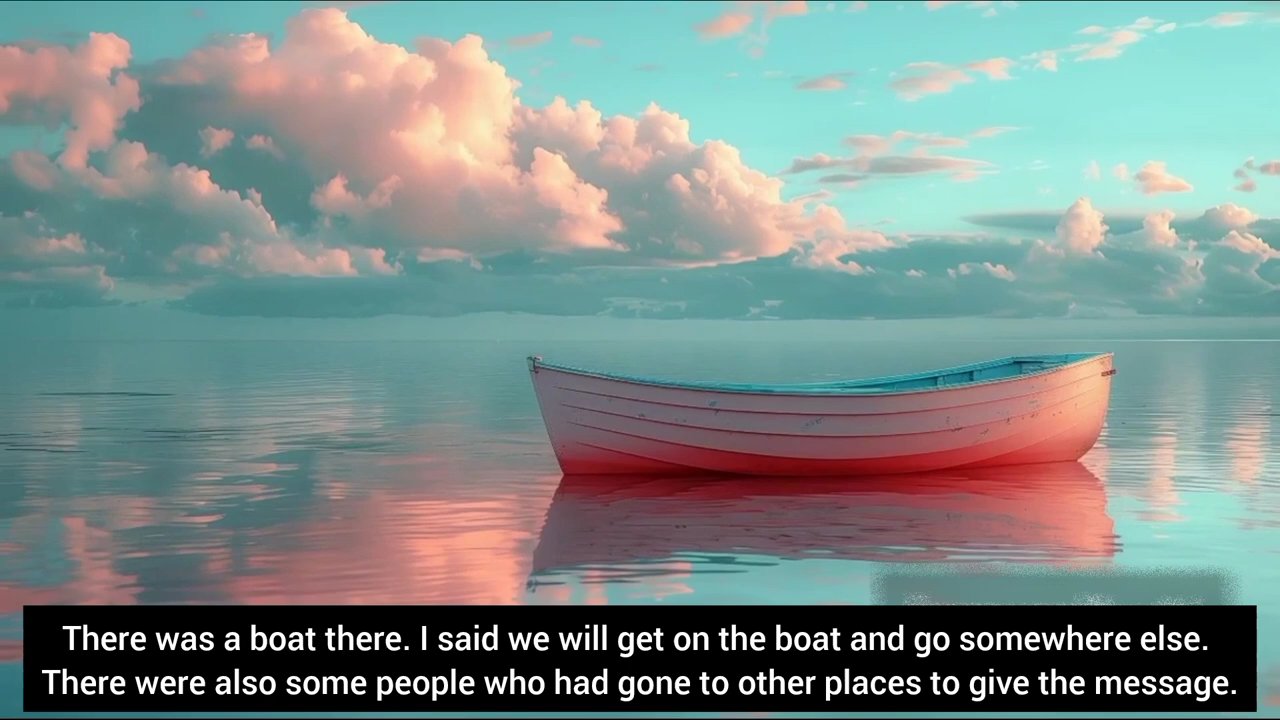 There was a boat there. I said we will get on the boat and go somewhere else.
There were also some people who had gone to other places to give the message.